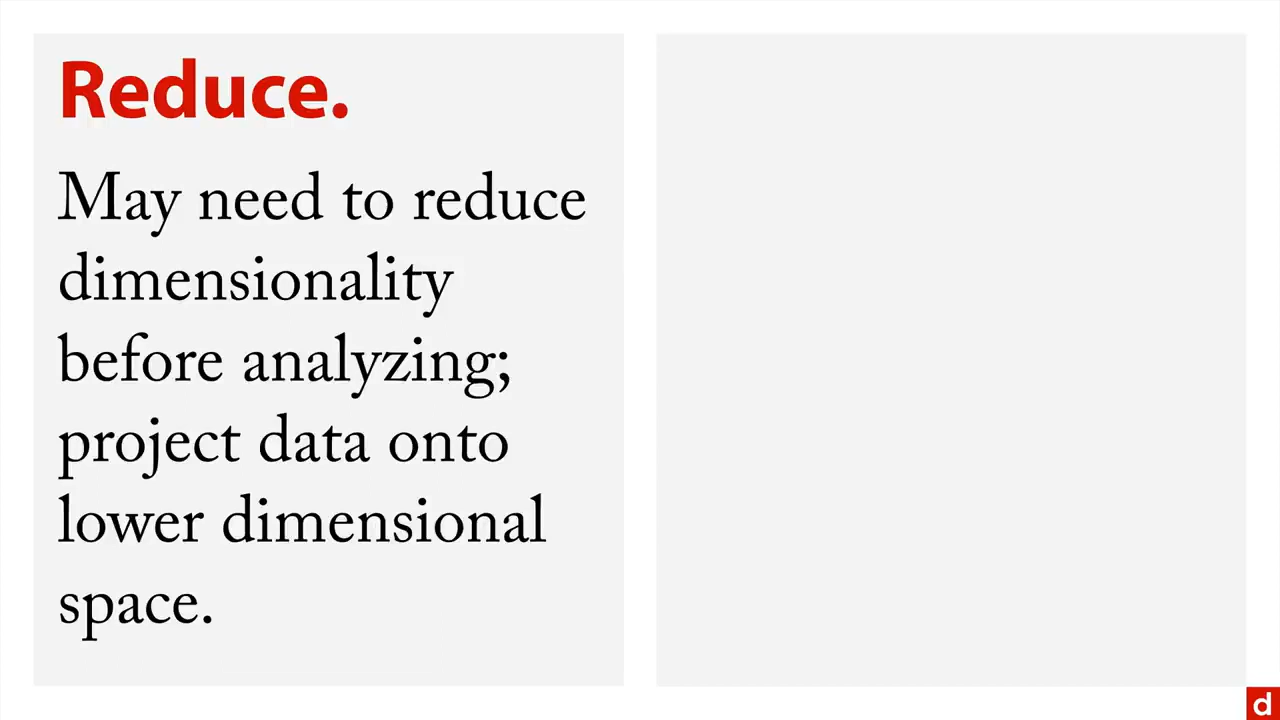 Reduce.
May need to reduce
dimensionality
before analyzing;
project data onto
lower dimensional
space.
d